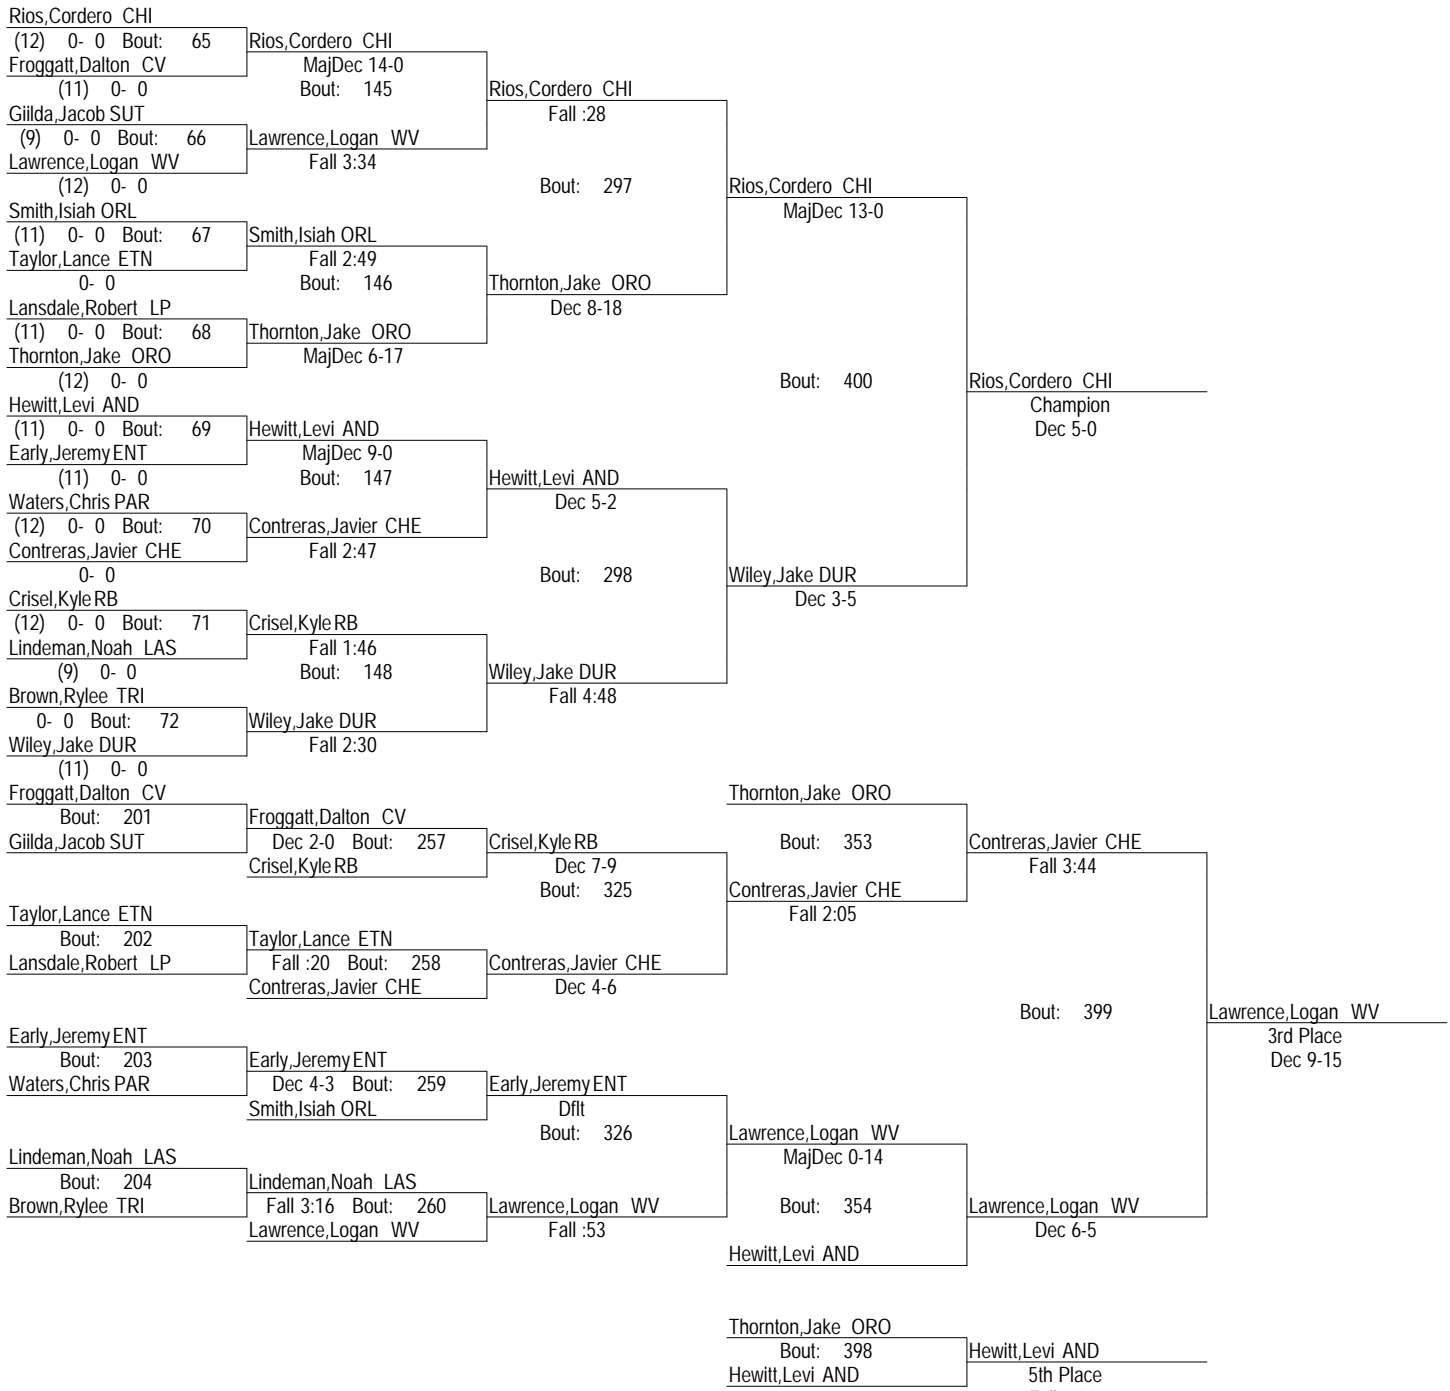 Rios,Cordero CHI
(12) 0- 0 Bout: 65 Rios,Cordero CHI
Froggatt,Dalton CV MajDec 14-0
(11) 0- 0 Bout: 145 Rios,Cordero CHI
Giilda,Jacob SUT Fall :28
(9) 0- 0 Bout: 66 Lawrence,Logan WV
Lawrence,Logan WV Fall 3:34
(12) 0- 0 Bout: 297 Rios,Cordero CHI
Smith,Isiah ORL MajDec 13-0
(11) 0- 0 Bout: 67 Smith,Isiah ORL
Taylor,Lance ETN Fall 2:49
0- 0 Bout: 146 Thornton,Jake ORO
Lansdale,Robert LP Dec 8-18
(11) 0- 0 Bout: 68 Thornton,Jake ORO
Thornton,Jake ORO MajDec 6-17
(12) 0- 0 Bout: 400 Rios,Cordero CHI
Hewitt,Levi AND Champion
(11) 0- 0 Bout: 69 Hewitt,Levi AND Dec 5-0
Early,Jeremy ENT MajDec 9-0
(11) 0- 0 Bout: 147 Hewitt,Levi AND
Waters,Chris PAR Dec 5-2
(12) 0- 0 Bout: 70 Contreras,Javier CHE
Contreras,Javier CHE Fall 2:47
0- 0 Bout: 298 Wiley,Jake DUR
Crisel,Kyle RB Dec 3-5
(12) 0- 0 Bout: 71 Crisel,Kyle RB
Lindeman,Noah LAS Fall 1:46
(9) 0- 0 Bout: 148 Wiley,Jake DUR
Brown,Rylee TRI Fall 4:48
0- 0 Bout: 72 Wiley,Jake DUR
Wiley,Jake DUR Fall 2:30
(11) 0- 0
Froggatt,Dalton CV Thornton,Jake ORO
Bout: 201 Froggatt,Dalton CV
Giilda,Jacob SUT Dec 2-0 Bout: 257 Crisel,Kyle RB Bout: 353 Contreras,Javier CHE
Crisel,Kyle RB Dec 7-9 Fall 3:44
Bout: 325 Contreras,Javier CHE
Taylor,Lance ETN Fall 2:05
Bout: 202 Taylor,Lance ETN
Lansdale,Robert LP Fall :20 Bout: 258 Contreras,Javier CHE
Contreras,Javier CHE Dec 4-6
Bout: 399 Lawrence,Logan WV
Early,Jeremy ENT 3rd Place
Bout: 203 Early,Jeremy ENT Dec 9-15
Waters,Chris PAR Dec 4-3 Bout: 259 Early,Jeremy ENT
Smith,Isiah ORL Dflt
Bout: 326 Lawrence,Logan WV
Lindeman,Noah LAS MajDec 0-14
Bout: 204 Lindeman,Noah LAS
Brown,Rylee TRI Fall 3:16 Bout: 260 Lawrence,Logan WV Bout: 354 Lawrence,Logan WV
Lawrence,Logan WV Fall :53 Dec 6-5
Hewitt,Levi AND
Thornton,Jake ORO
Bout: 398 Hewitt,Levi AND
Hewitt,Levi AND 5th Place